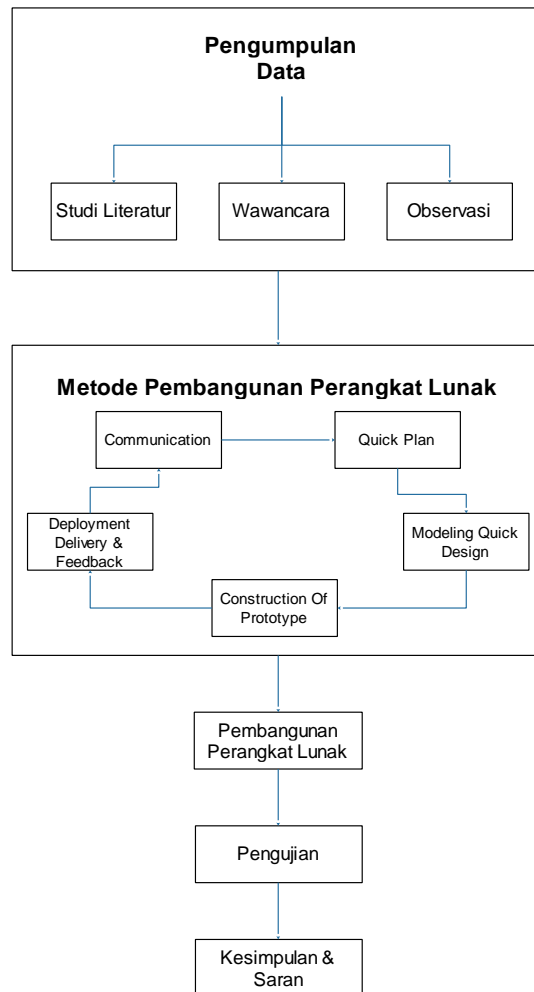 Pengumpulan
Data
Studi Literatur
Wawancara
Observasi
Metode Pembangunan Perangkat Lunak
Communication
Quick Plan
Deployment
Delivery &
Feedback
Modeling Quick
Design
Construction Of
Prototype
Pembangunan
Perangkat Lunak
Pengujian
Kesimpulan &
Saran